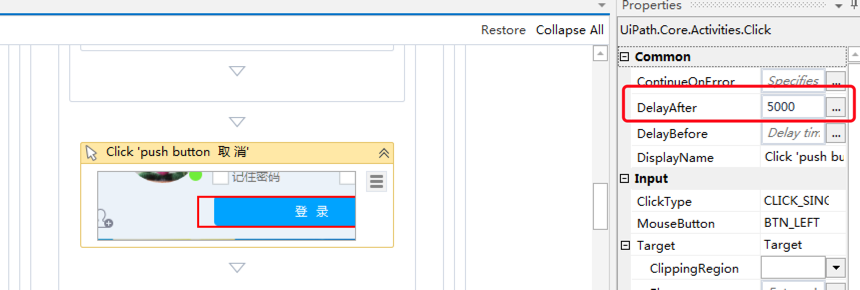 Properties
Restore Collapse All
UiPath.Core.Activities.Click
Common
ContinueOnError Specifies ...
DelayAfter 5000 ...
DelayBefore Delay tim ...
DisplayName Click 'push bu
Input
ClickType CLICK_SING
MouseButton BTN_LEFT
Target Target
ClippingRegion
Click 'push button 取 消'
记住密码
登 录